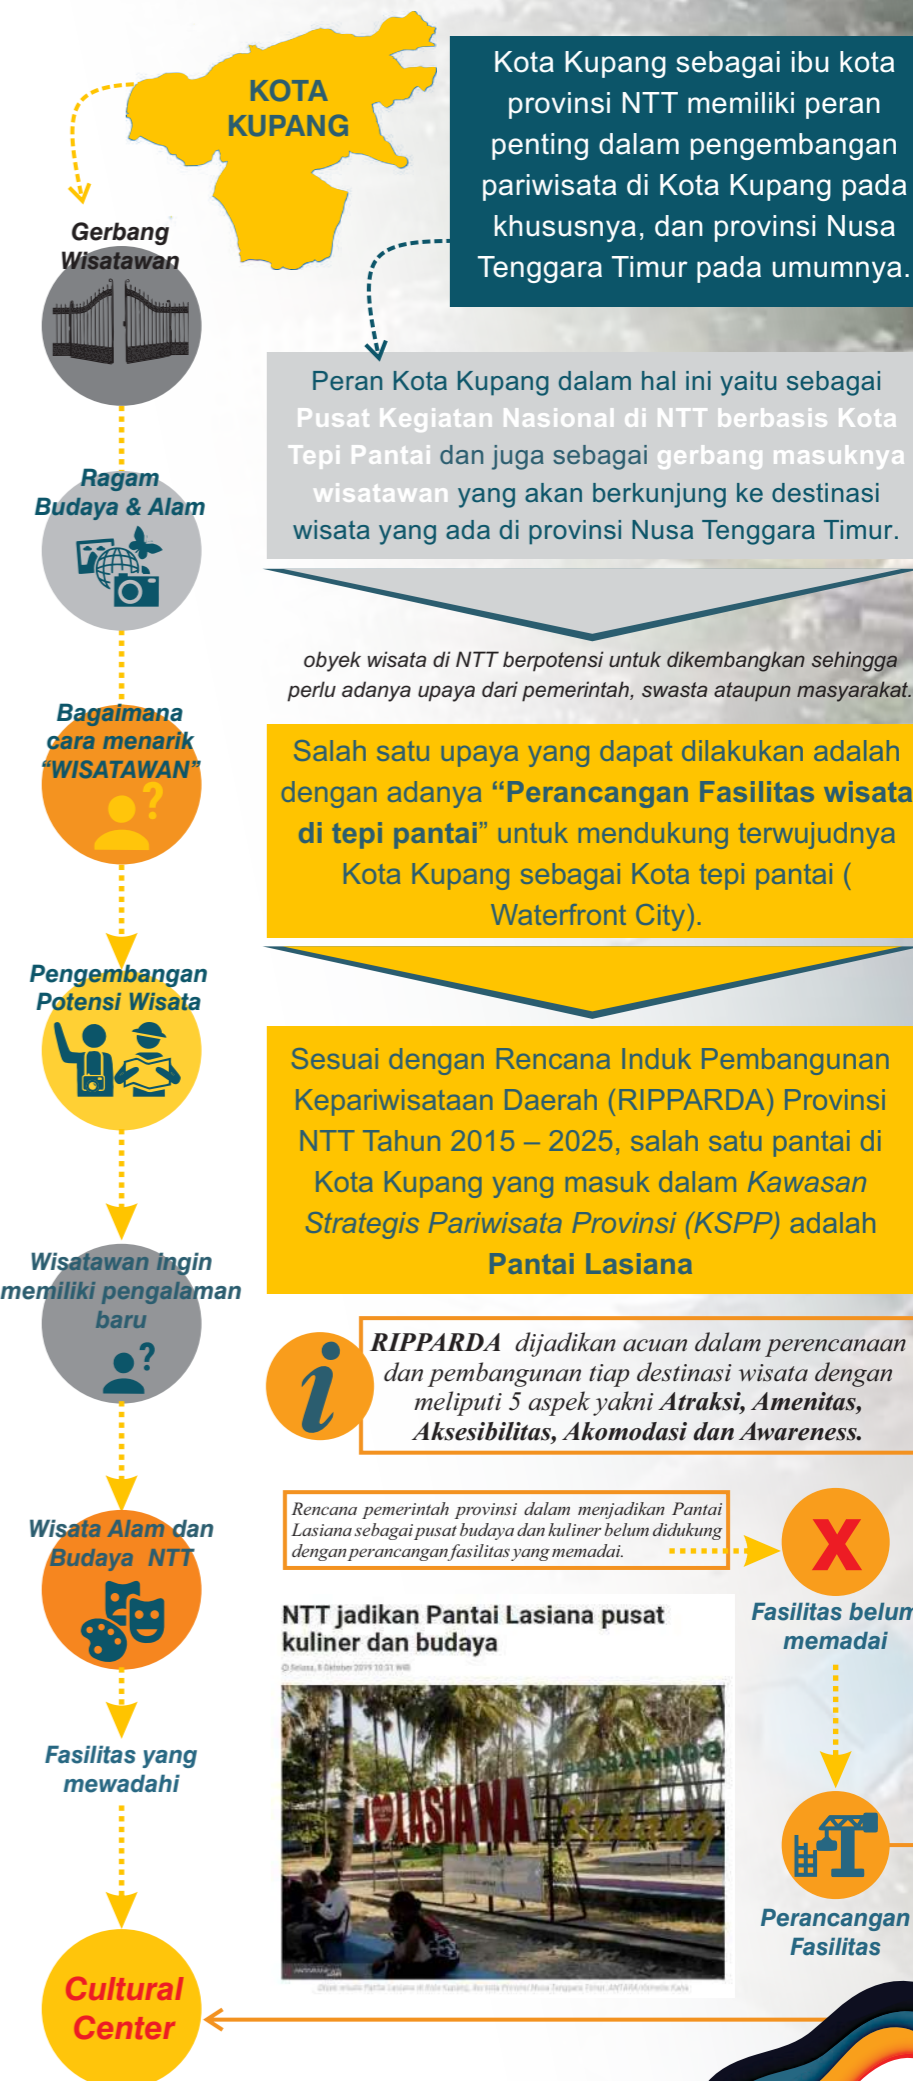 KOTA
KUPANG
Kota Kupang sebagai ibu kota
provinsi NTT memiliki peran
penting dalam pengembangan
pariwisata di Kota Kupang pada
khususnya, dan provinsi Nusa
Tenggara Timur pada umumnya.
Gerbang
Wisatawan
Peran Kota Kupang dalam hal ini yaitu sebagai
Pusat Kegiatan Nasional di NTT berbasis Kota
Tepi Pantai dan juga sebagai gerbang masuknya
wisatawan yang akan berkunjung ke destinasi
wisata yang ada di provinsi Nusa Tenggara Timur.
Ragam
Budaya & Alam
obyek wisata di NTT berpotensi untuk dikembangkan sehingga
perlu adanya upaya dari pemerintah, swasta ataupun masyarakat.
Bagaimana
cara menarik
“WISATAWAN”
?
Salah satu upaya yang dapat dilakukan adalah
dengan adanya “Perancangan Fasilitas wisata
di tepi pantai” untuk mendukung terwujudnya
Kota Kupang sebagai Kota tepi pantai (
Waterfront City).
Pengembangan
Potensi Wisata
Sesuai dengan Rencana Induk Pembangunan
Kepariwisataan Daerah (RIPPARDA) Provinsi
NTT Tahun 2015 – 2025, salah satu pantai di
Kota Kupang yang masuk dalam Kawasan
Strategis Pariwisata Provinsi (KSPP) adalah
Pantai Lasiana
Wisatawan ingin
memiliki pengalaman
baru
?
i
RIPPARDA dijadikan acuan dalam perencanaan
dan pembangunan tiap destinasi wisata dengan
meliputi 5 aspek yakni Atraksi, Amenitas,
Aksesibilitas, Akomodasi dan Awareness.
Rencana pemerintah provinsi dalam menjadikan Pantai
Lasiana sebagai pusat budaya dan kuliner belum didukung
dengan perancangan fasilitas yang memadai.
X
Fasilitas belum
memadai
Wisata Alam dan
Budaya NTT
NTT jadikan Pantai Lasiana pusat
kuliner dan budaya
Selasa, 8 Oktober 2019 10:31 WIB
I LASIANA
Kupang
ANTARANEWS
Fasilitas yang
mewadahi
Perancangan
Fasilitas
Cultural
Center